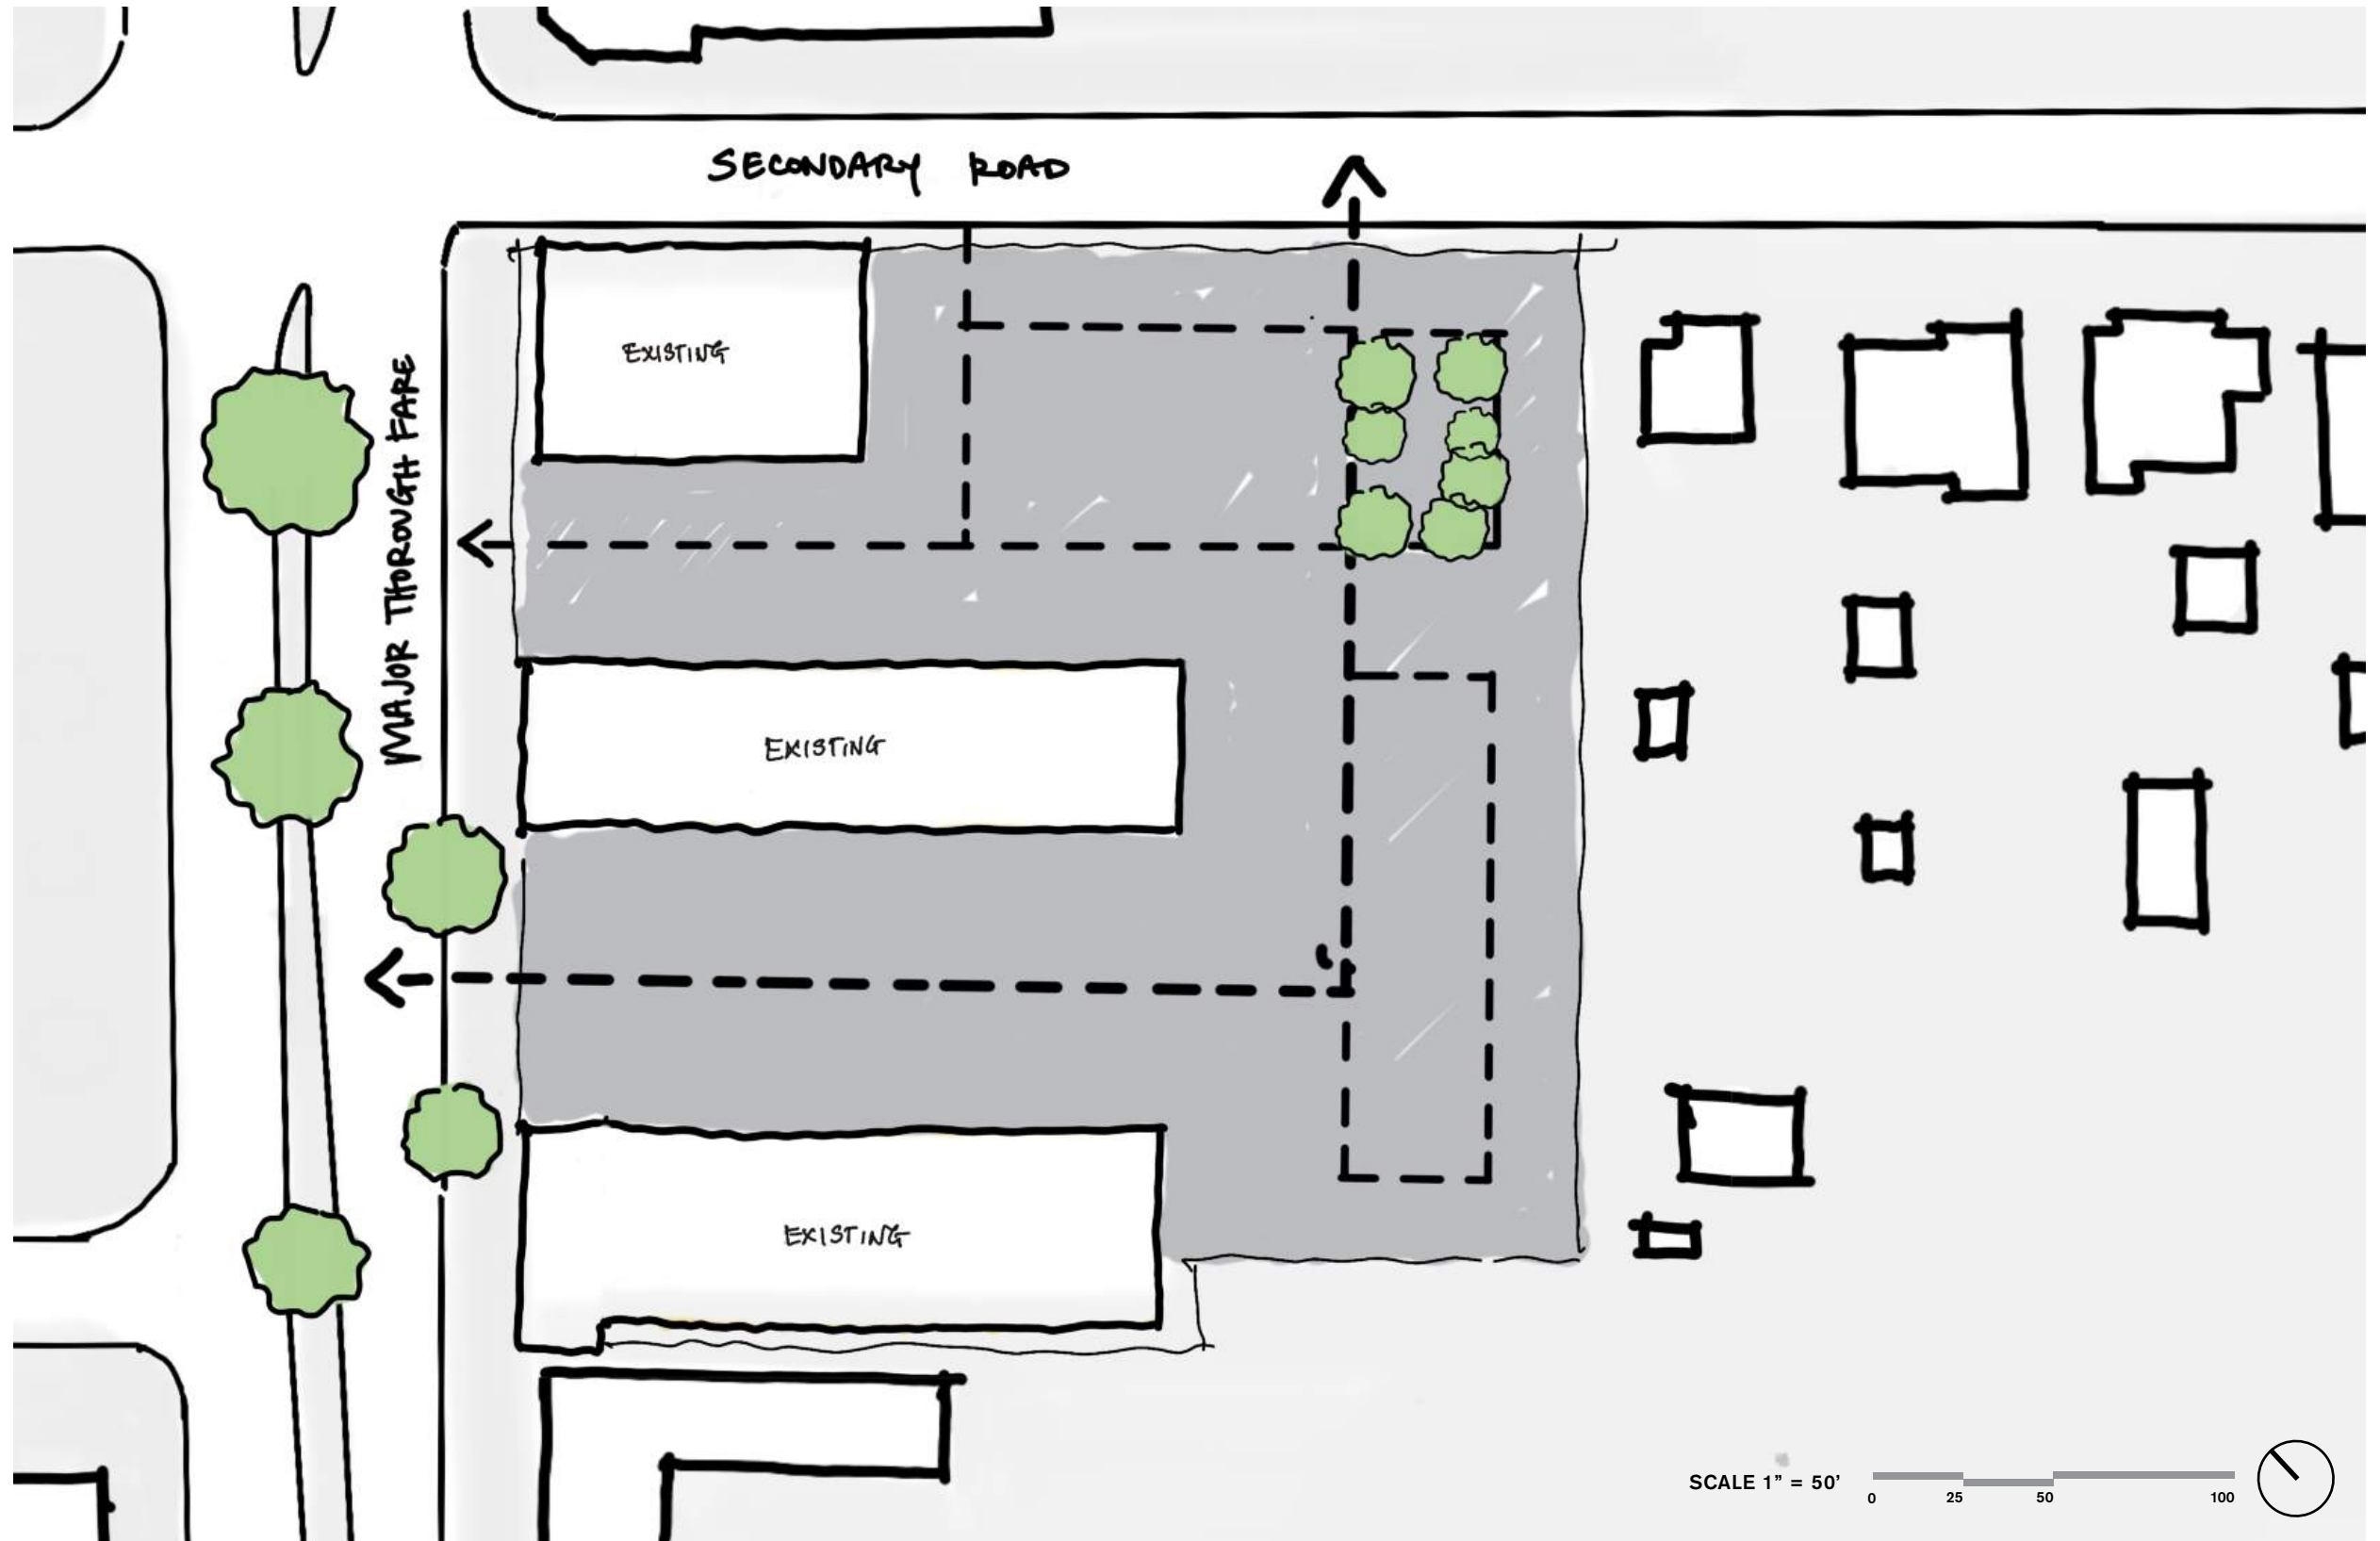 SECONDARY ROAD
EXISTING
MAJOR THOROUGH FARE
EXISTING
EXISTING
SCALE 1” = 50’
0 25 50 100